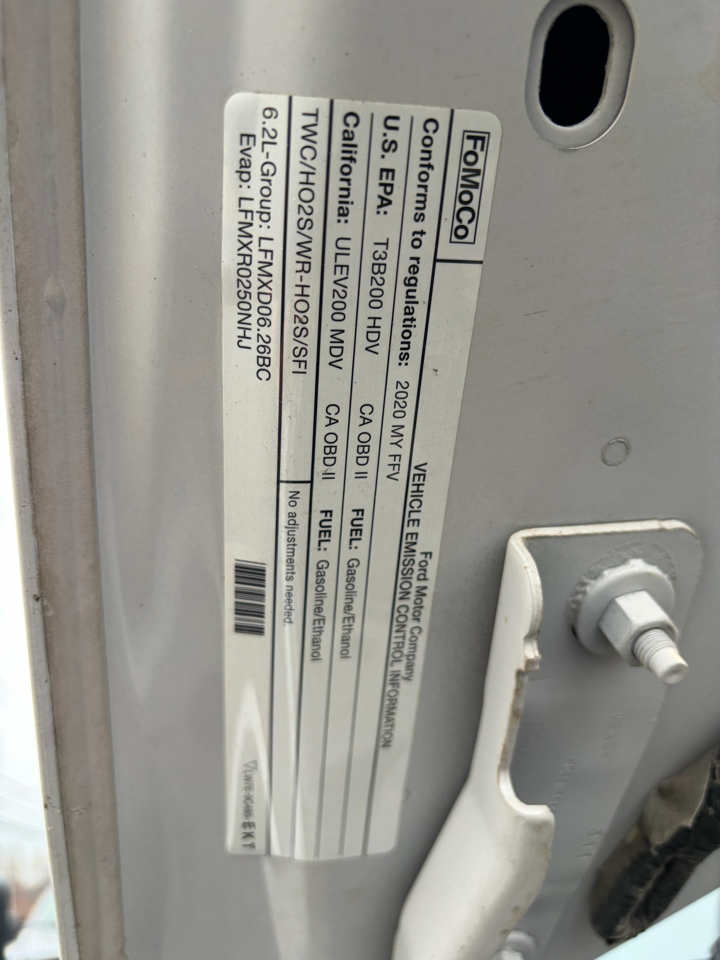 FoMoCo
Ford Motor Company
VEHICLE EMISSION CONTROL INFORMATION
Conforms to regulations: 2020 MY FFV
U.S. EPA: T3B200 HDV CA OBD II FUEL: Gasoline/Ethanol
California: ULEV200 MDV CA OBD II FUEL: Gasoline/Ethanol
TWC/HO2S/WR-HO2S/SFI
No adjustments needed.
6.2L-Group: LFMXD06.26BC
Evap: LFMXR0250NHJ